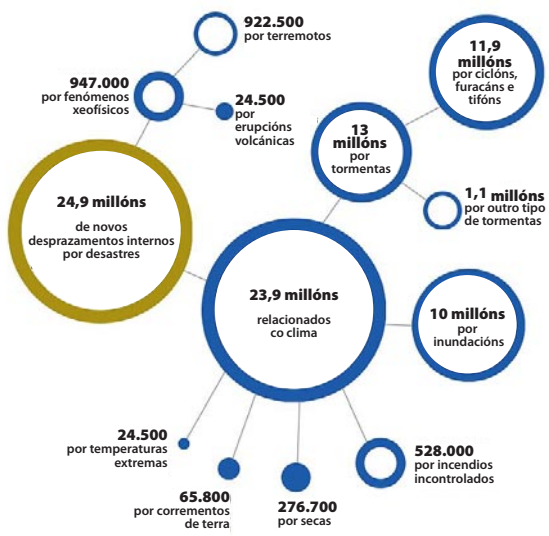 922.500
por terremotos
947.000
por fenómenos
xeofísicos
24.500
por
erupcións
volcánicas
11,9
millóns
por ciclóns,
furacáns e
tifóns
13
millóns
por
tormentas
1,1 millóns
por outro tipo
de tormentas
24,9 millóns
de novos
desprazamentos internos
por desastres
23,9 millóns
relacionados
co clima
10 millóns
por
inundacións
24.500
por temperaturas
extremas
65.800
por corrementos
de terra
276.700
por secas
528.000
por incendios
incontrolados